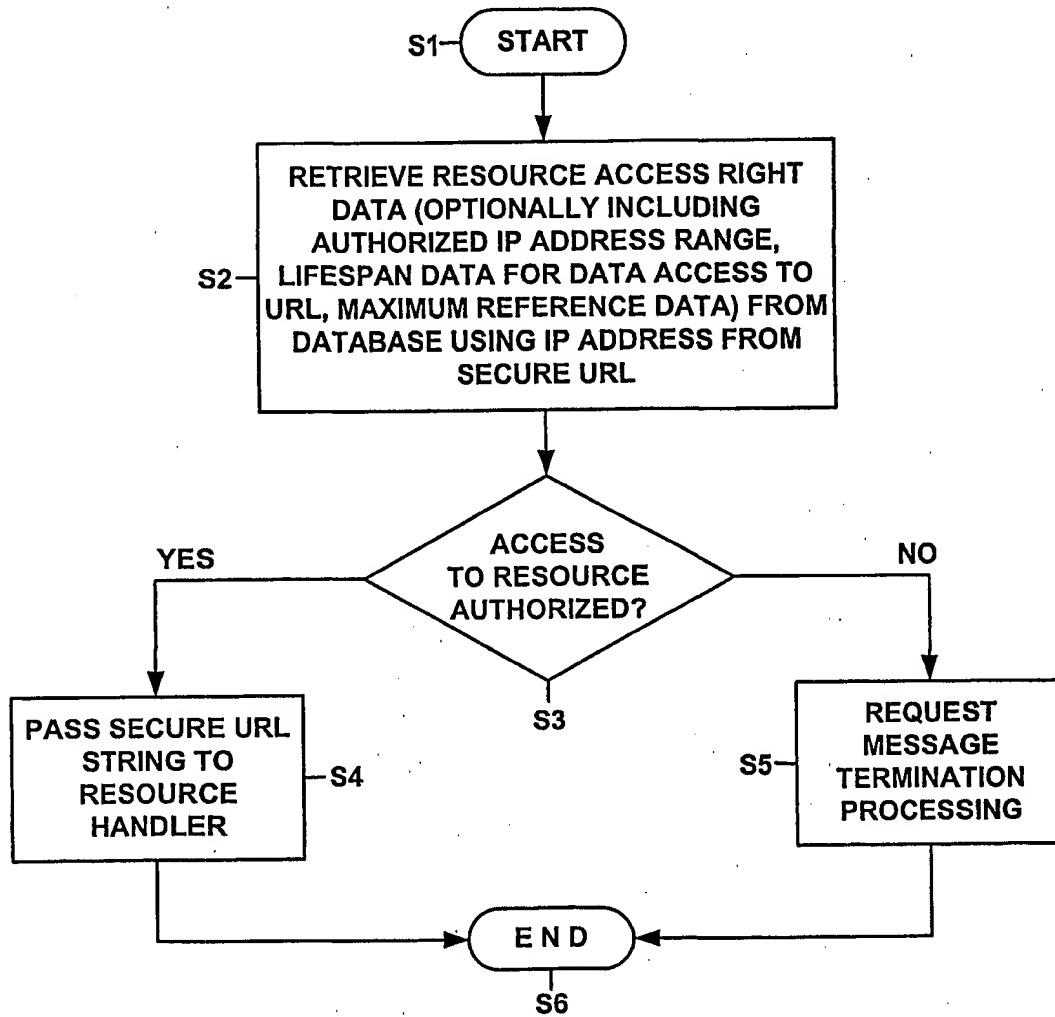 S1
START
RETRIEVE RESOURCE ACCESS RIGHT
DATA (OPTIONALLY INCLUDING
AUTHORIZED IP ADDRESS RANGE,
LIFESPAN DATA FOR DATA ACCESS TO
URL, MAXIMUM REFERENCE DATA) FROM
DATABASE USING IP ADDRESS FROM
SECURE URL
S2
ACCESS
TO RESOURCE
AUTHORIZED?
YES
NO
S3
PASS SECURE URL
STRING TO
RESOURCE
HANDLER
S4
S5
REQUEST
MESSAGE
TERMINATION
PROCESSING
E N D
S6